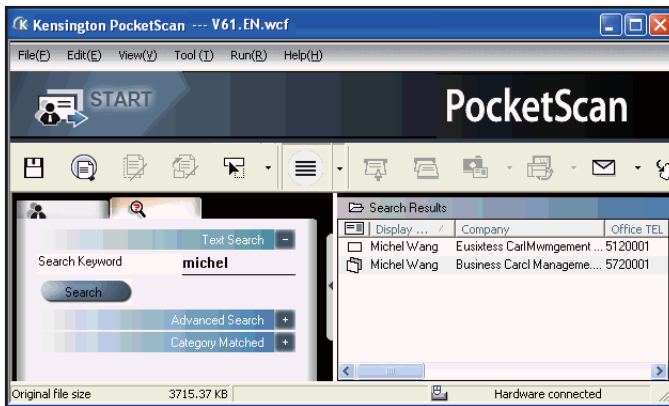 Kensington PocketScan --- V61.EN.wcf
File(F) Edit(E) View(V) Tool (T) Run(R) Help(H)
START
PocketScan
Search Results
Text Search
Display ... Company Office TEL
Search Keyword michel
Michel Wang Eusixtess CarlMwmgement ... 5120001
Michel Wang Business Carcl Manageme.... 5720001
Search
Advanced Search
Category Matched
Original file size 3715.37 KB Hardware connected